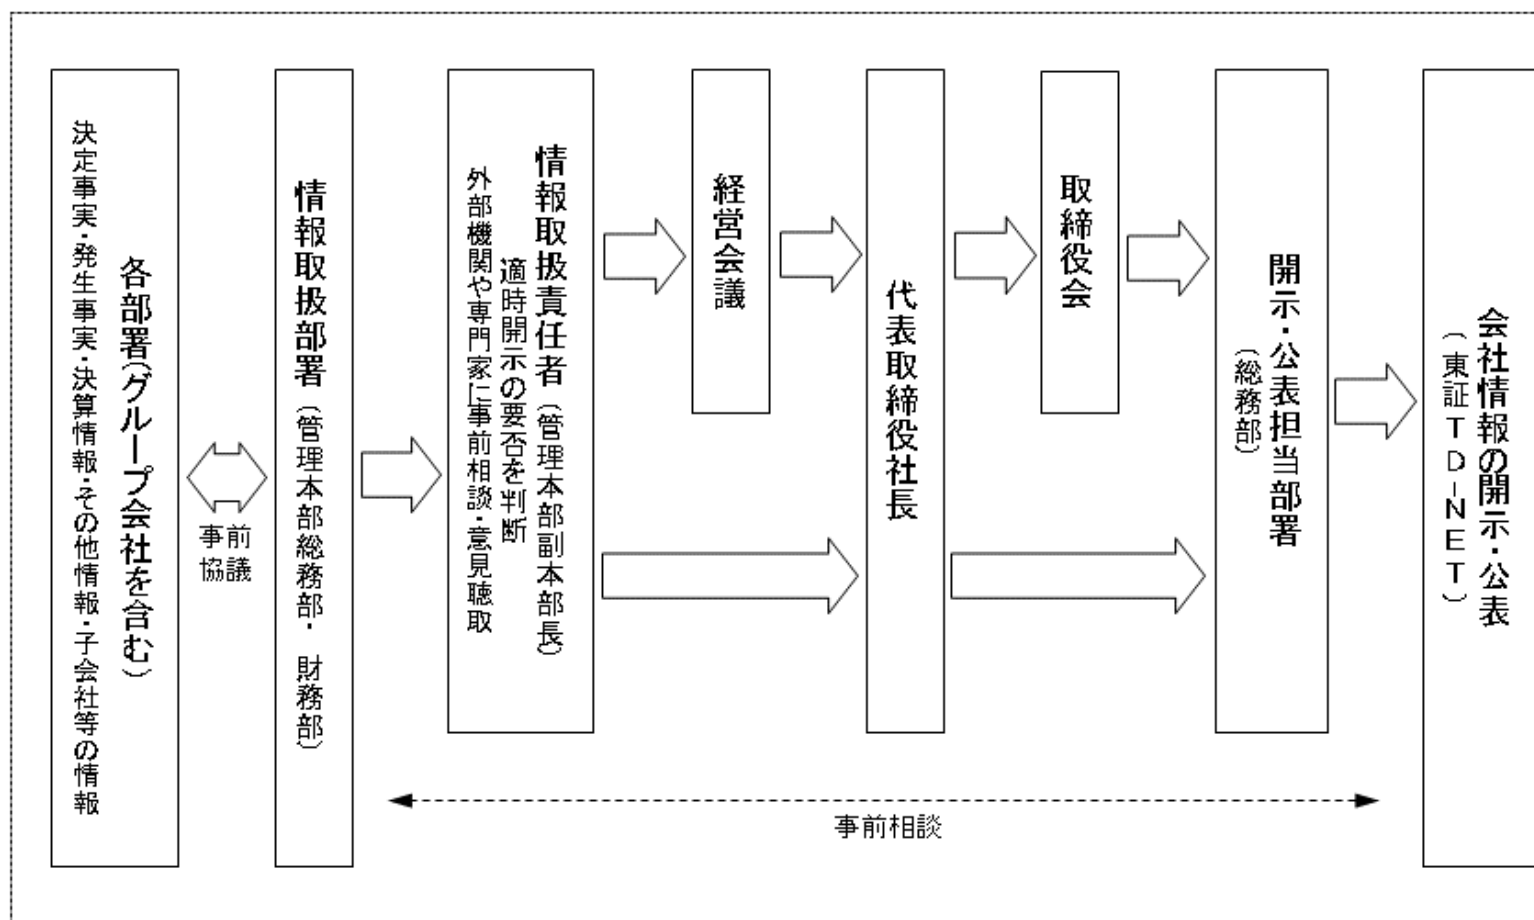 各部署(グループ会社を含む)
決定事実・発生事実・決算情報・その他情報・子会社等の情報
事前
協議
情報取扱部署(管理本部総務部・ 財務部)
情報取扱責任者(管理本部副本部長)
適時開示の要否を判断
外部機関や専門家に事前相談・意見聴取
経営会議
代表取締役社長
取締役会
開示・公表担当部署
(総務部)
会社情報の開示・公表
(東証TD-NET)
事前相談